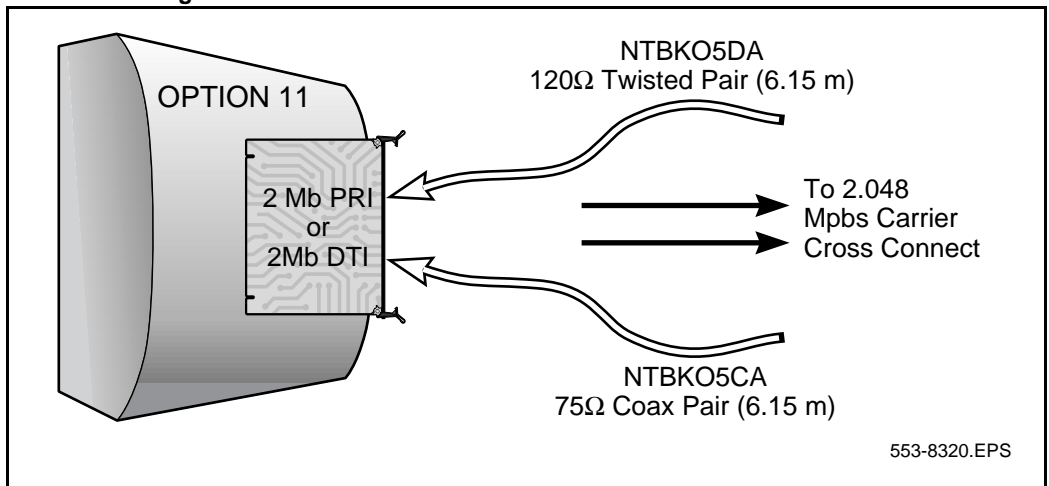 OPTION 11
2 Mb PRI
or
2Mb DTI
NTBKO5DA
120Ω Twisted Pair (6.15 m)
To 2.048
Mpbs Carrier
Cross Connect
NTBKO5CA
75Ω Coax Pair (6.15 m)
553-8320.EPS